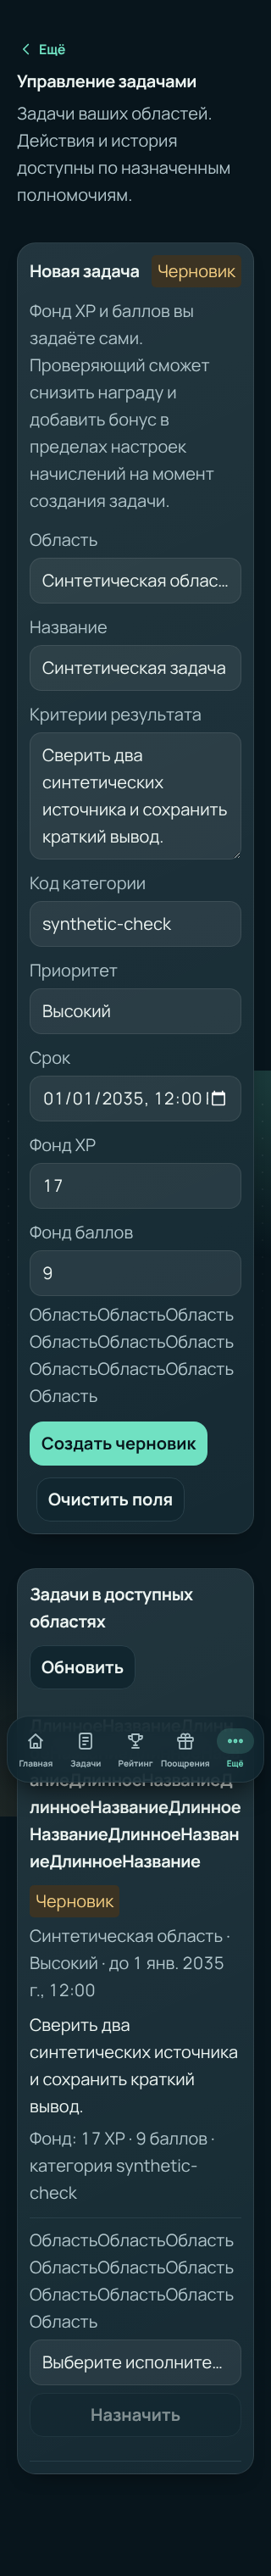 Ещё
Управление задачами
Задачи ваших областей.
Действия и история
доступны по назначенным
полномочиям.
Новая задача
Черновик
Фонд XP и баллов вы
задаёте сами.
Проверяющий сможет
снизить награду и
добавить бонус в
пределах настроек
начислений на момент
создания задачи.
Область
Синтетическая облас...
Название
Синтетическая задача
Критерии результата
Сверить два
синтетических
источника и сохранить
краткий вывод.
Код категории
synthetic-check
Приоритет
Высокий
Срок
01/01/2035, 12:00
Фонд XP
17
Фонд баллов
9
ОбластьОбластьОбласть
ОбластьОбластьОбласть
ОбластьОбластьОбласть
Область
Создать черновик
Очистить поля
Задачи в доступных
областях
Обновить
Главная
Задачи
Рейтинг
Поощрения
Ещё
аниеДлинноеНазваниеД
линноеНазваниеДлинное
НазваниеДлинноеНазван
иеДлинноеНазвание
Черновик
Синтетическая область ·
Высокий · до 1 янв. 2035
г., 12:00
Сверить два
синтетических источника
и сохранить краткий
вывод.
Фонд: 17 XP · 9 баллов ·
категория synthetic-
check
ОбластьОбластьОбласть
ОбластьОбластьОбласть
ОбластьОбластьОбласть
Область
Выберите исполните...
Назначить